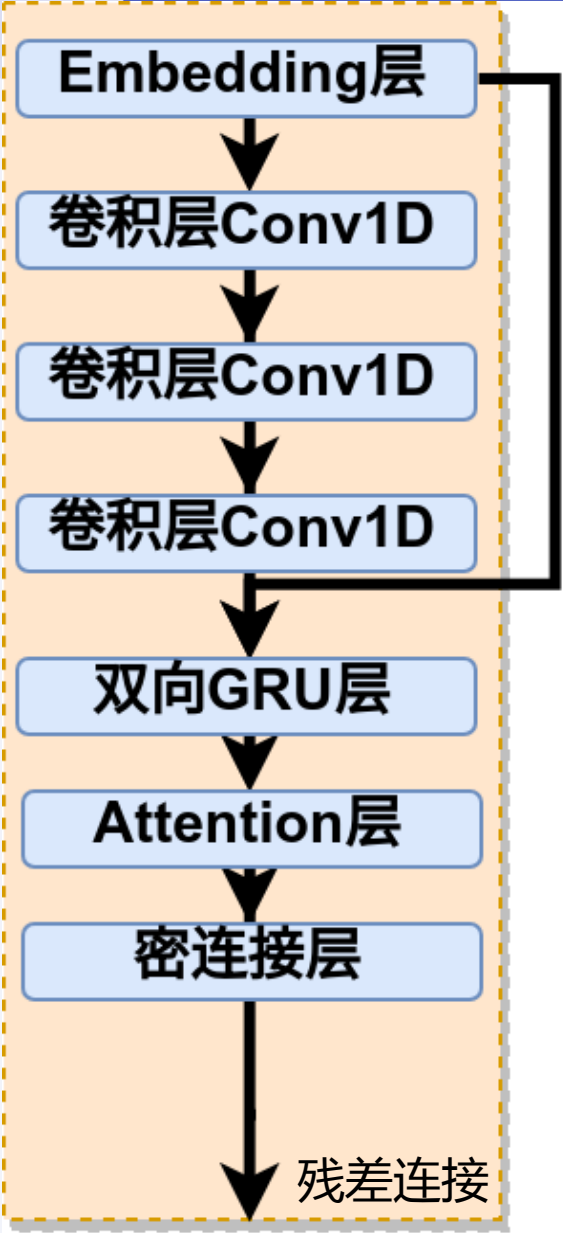 Embedding层
卷积层Conv1D
卷积层Conv1D
卷积层Conv1D
双向GRU层
Attention层
密连接层
残差连接